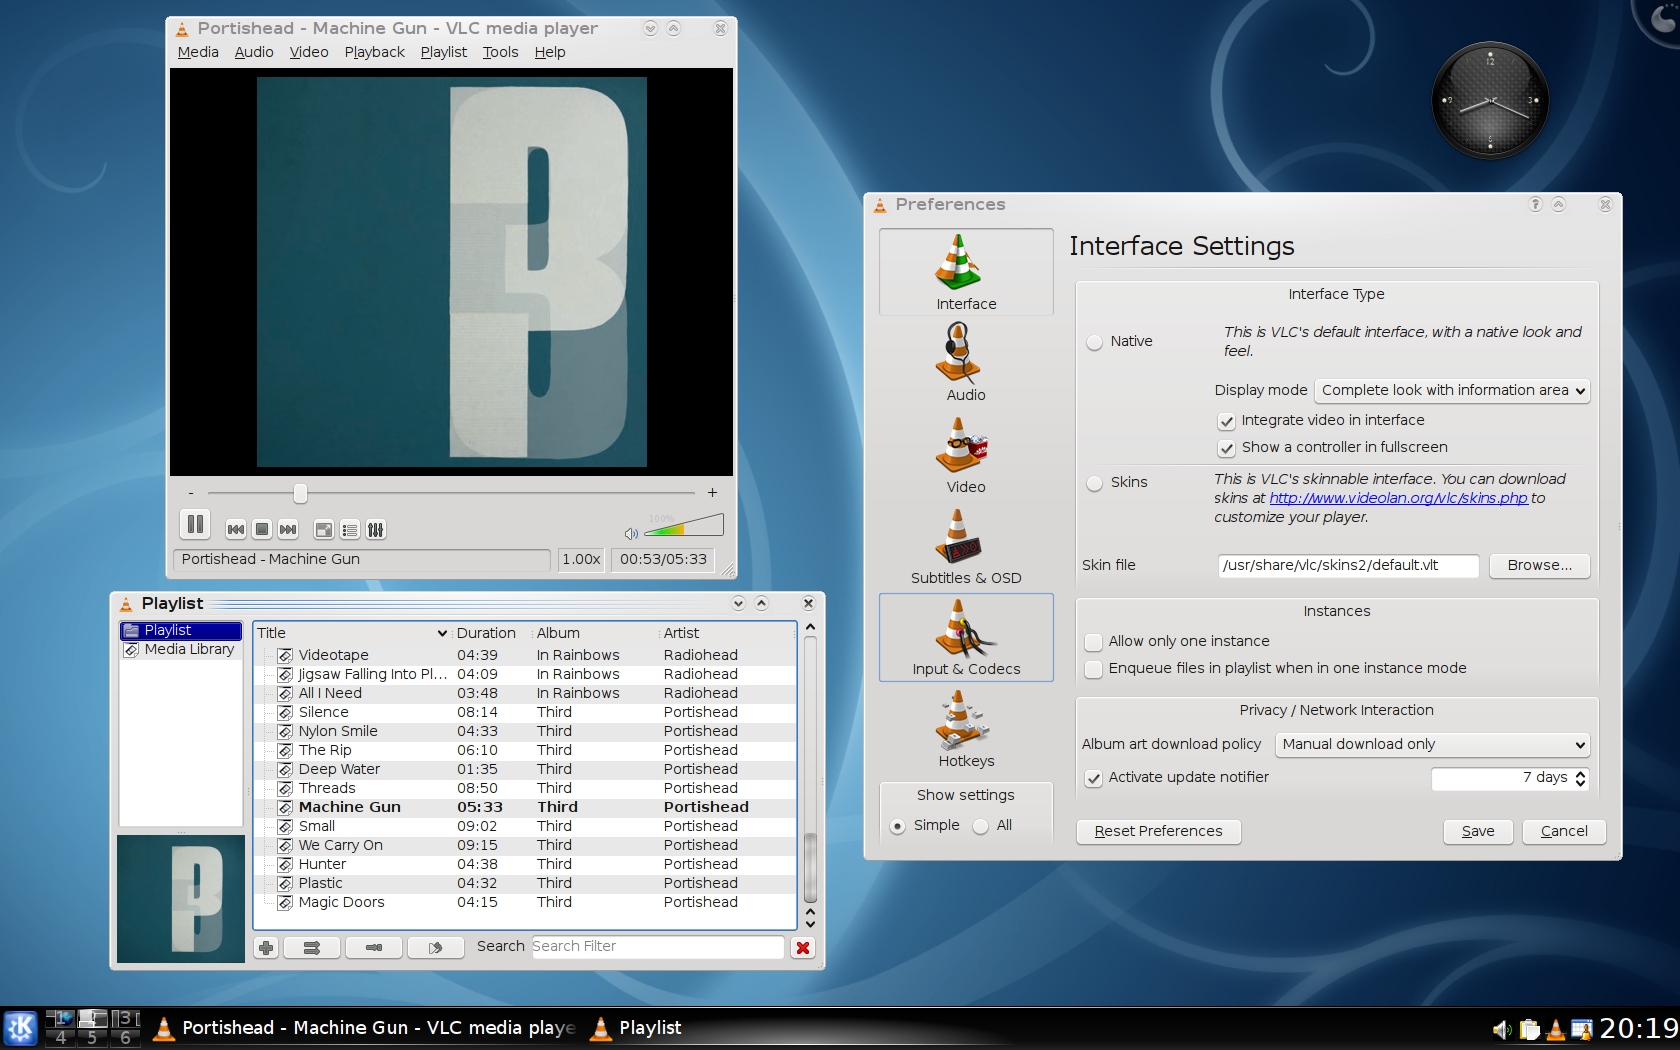 Portishead - Machine Gun - VLC media player
Media Audio Video Playback Playlist Tools Help
- +
100%
Portishead - Machine Gun 1.00x 00:53/05:33
Playlist
Playlist
Media Library
Title Duration Album Artist
Videotape 04:39 In Rainbows Radiohead
Jigsaw Falling Into Pl... 04:09 In Rainbows Radiohead
All I Need 03:48 In Rainbows Radiohead
Silence 08:14 Third Portishead
Nylon Smile 04:33 Third Portishead
The Rip 06:10 Third Portishead
Deep Water 01:35 Third Portishead
Threads 08:50 Third Portishead
Machine Gun 05:33 Third Portishead
Small 09:02 Third Portishead
We Carry On 09:15 Third Portishead
Hunter 04:38 Third Portishead
Plastic 04:32 Third Portishead
Magic Doors 04:15 Third Portishead
Search Search Filter
12
9 3
6
Preferences
Interface
Audio
Video
Subtitles & OSD
Input & Codecs
Hotkeys
Show settings
Simple All
Interface Settings
Interface Type
Native This is VLC's default interface, with a native look and
feel.
Display mode Complete look with information area
Integrate video in interface
Show a controller in fullscreen
Skins This is VLC's skinnable interface. You can download
skins at http://www.videolan.org/vlc/skins.php to
customize your player.
Skin file /usr/share/vlc/skins2/default.vlt Browse...
Instances
Allow only one instance
Enqueue files in playlist when in one instance mode
Privacy / Network Interaction
Album art download policy Manual download only
Activate update notifier 7 days
Reset Preferences Save Cancel
1 2 3
4 5 6
Portishead - Machine Gun - VLC media playe Playlist 20:19